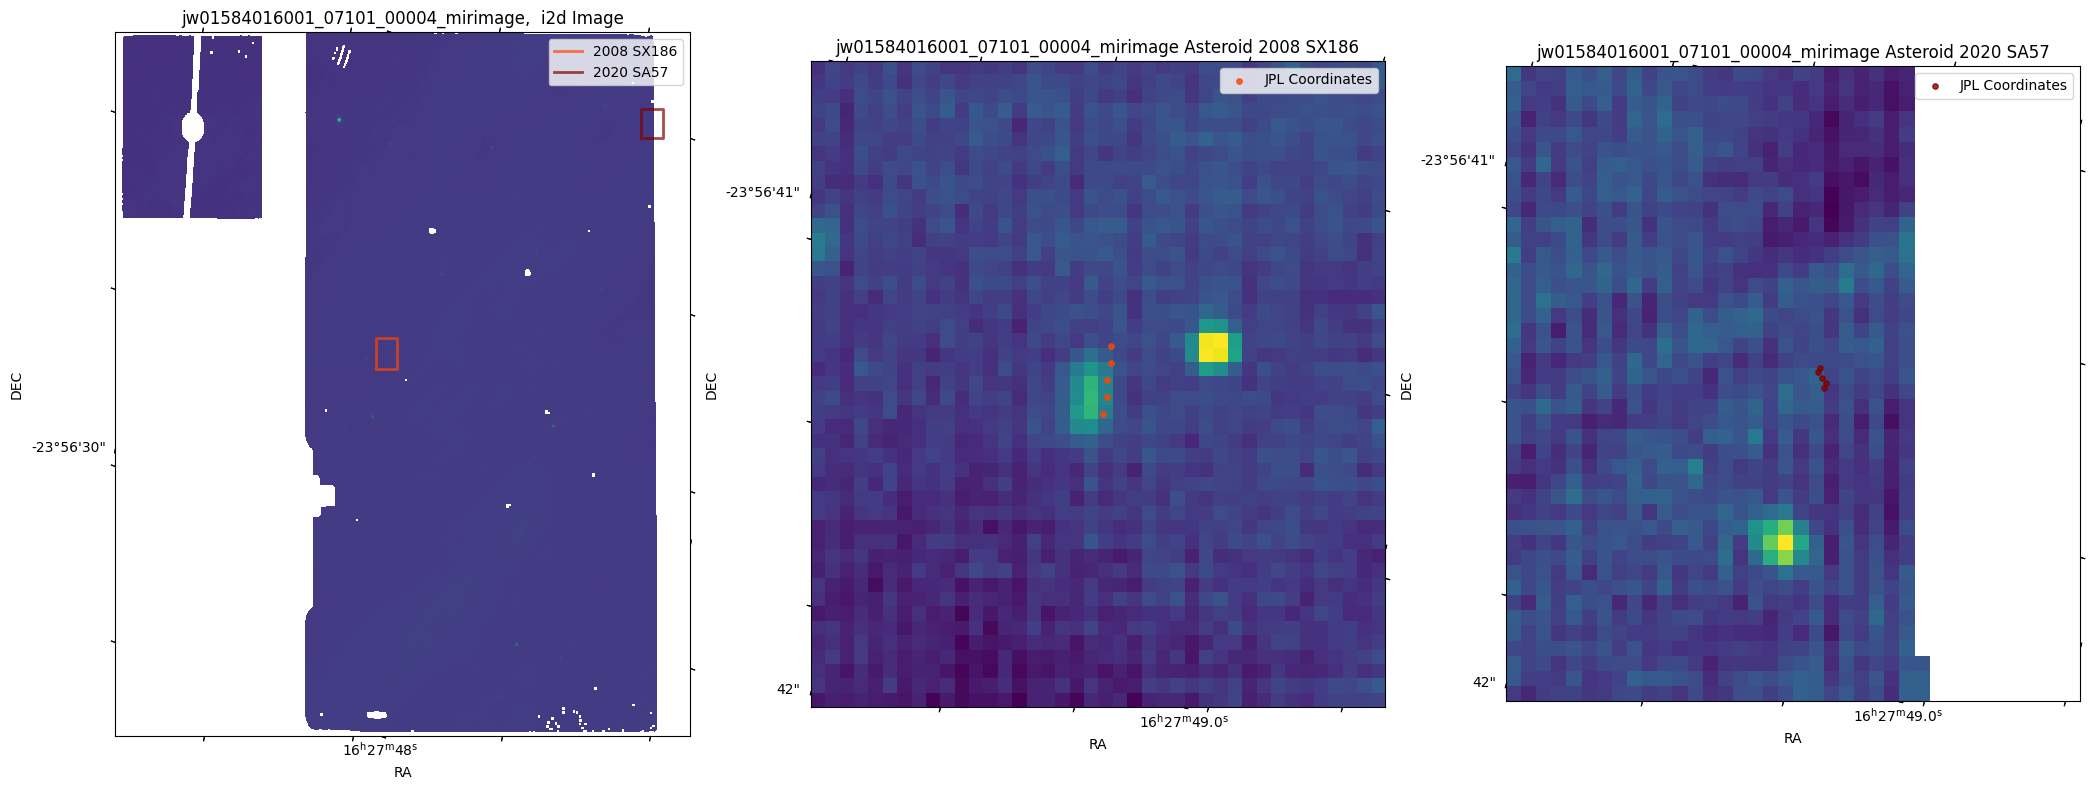 jw01584016001_07101_00004_mirimage,  i2d Image
2008 SX186
2020 SA57
DEC
-23°56'30"
16ʰ27ᵐ48ˢ
RA
jw01584016001_07101_00004_mirimage Asteroid 2008 SX186
JPL Coordinates
DEC
-23°56'41"
42"
16ʰ27ᵐ49.0ˢ
RA
jw01584016001_07101_00004_mirimage Asteroid 2020 SA57
JPL Coordinates
DEC
-23°56'41"
42"
16ʰ27ᵐ49.0ˢ
RA